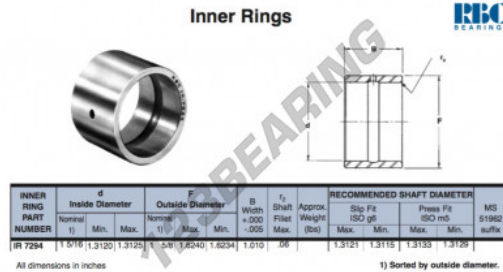 Inner Rings
RBC
BEARINGS
B
r₂
d
F
123BEARING
INNER RING PART NUMBER
d Inside Diameter
Nominal 1) Min. Max.
F Outside Diameter
Nominal 1) Max. Min.
B Width +.000 -.005
r₂ Shaft Fillet Max.
Approx. Weight (lbs)
RECOMMENDED SHAFT DIAMETER
Slip Fit ISO g6
Max. Min.
Press Fit ISO m5
Max. Min.
MS 51962 suffix
IR 7294 1 5/16 1.3120 1.3125 1 5/8 1.6240 1.6234 1.010 .06 1.3121 1.3115 1.3133 1.3129
All dimensions in inches
1) Sorted by outside diameter.